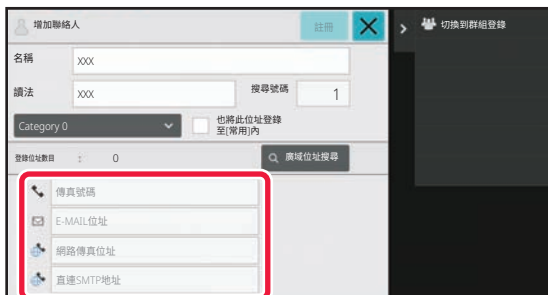 增加聯絡人
註冊
切換到群組登錄
名稱
XXX
讀法
XXX
搜尋號碼
1
Category 0
也將此位址登錄
至[常用]內
登錄位址數目 : 0
廣域位址搜尋
傳真號碼
E-MAIL位址
網路傳真位址
直連SMTP地址